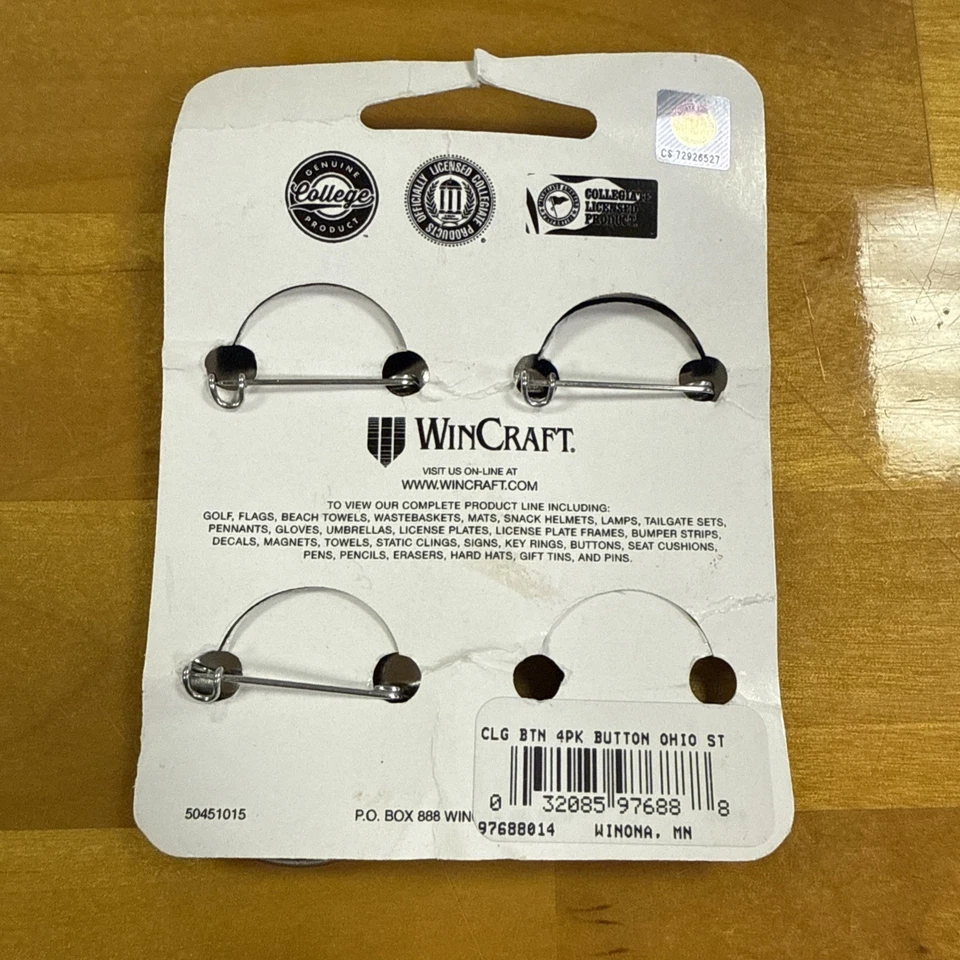 CS 72926527
GENUINE
College
PRODUCT
™
OFFICIALLY LICENSED COLLEGIATE PRODUCTS
®
COLLEGIATE
LICENSED
PRODUCT
WINCRAFT®
VISIT US ON-LINE AT
WWW.WINCRAFT.COM
TO VIEW OUR COMPLETE PRODUCT LINE INCLUDING:
GOLF, FLAGS, BEACH TOWELS, WASTEBASKETS, MATS, SNACK HELMETS, LAMPS, TAILGATE SETS,
PENNANTS, GLOVES, UMBRELLAS, LICENSE PLATES, LICENSE PLATE FRAMES, BUMPER STRIPS,
DECALS, MAGNETS, TOWELS, STATIC CLINGS, SIGNS, KEY RINGS, BUTTONS, SEAT CUSHIONS,
PENS, PENCILS, ERASERS, HARD HATS, GIFT TINS, AND PINS.
CLG BTN 4PK BUTTON OHIO ST
0 32085 97688 8
97688014 WINONA, MN
50451015 P.O. BOX 888 WIN